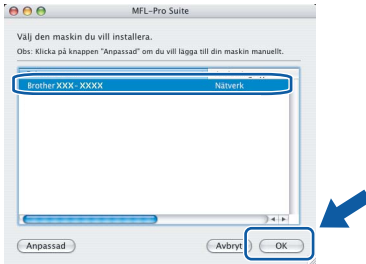 MFL-Pro Suite
Välj den maskin du vill installera.
Obs: Klicka på knappen "Anpassad" om du vill lägga till din maskin manuellt.
Brother XXX-XXXX Nätverk
Anpassad Avbryt OK